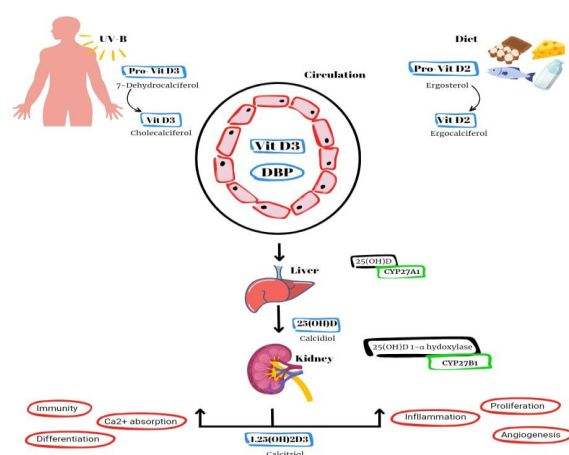 UV-B
Pro-Vit D3
7-Dehydrocalciferol
Vit D3
Cholecalciferol
Diet
Pro-Vit D2
Ergosterol
Vit D2
Ergocalciferol
Circulation
Vit D3
DBP
Liver
25(OH)D
CYP27A1
25(OH)D
Calcidiol
Kidney
25(OH)D 1-α hydoxylase
CYP27B1
Immunity
Ca2+ absorption
Differentiation
1,25(OH)2D3
Calcitriol
Inflammation
Proliferation
Angiogenesis